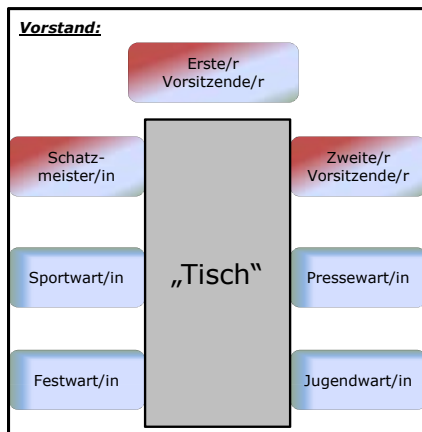 Vorstand:
Erste/r
Vorsitzende/r
Schatz-
meister/in
Zweite/r
Vorsitzende/r
Sportwart/in
„Tisch“
Pressewart/in
Festwart/in
Jugendwart/in